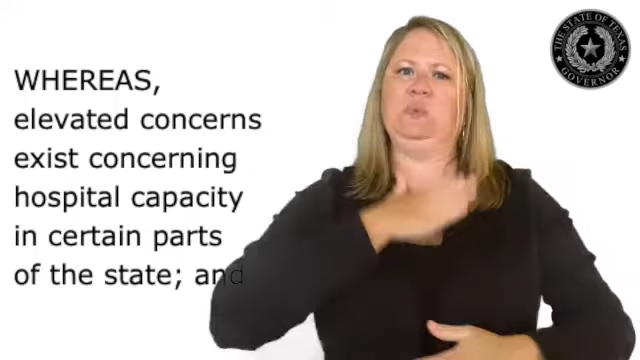 WHEREAS,
elevated concerns
exist concerning
hospital capacity
in certain parts
of the state; and
THE STATE OF TEXAS
GOVERNOR